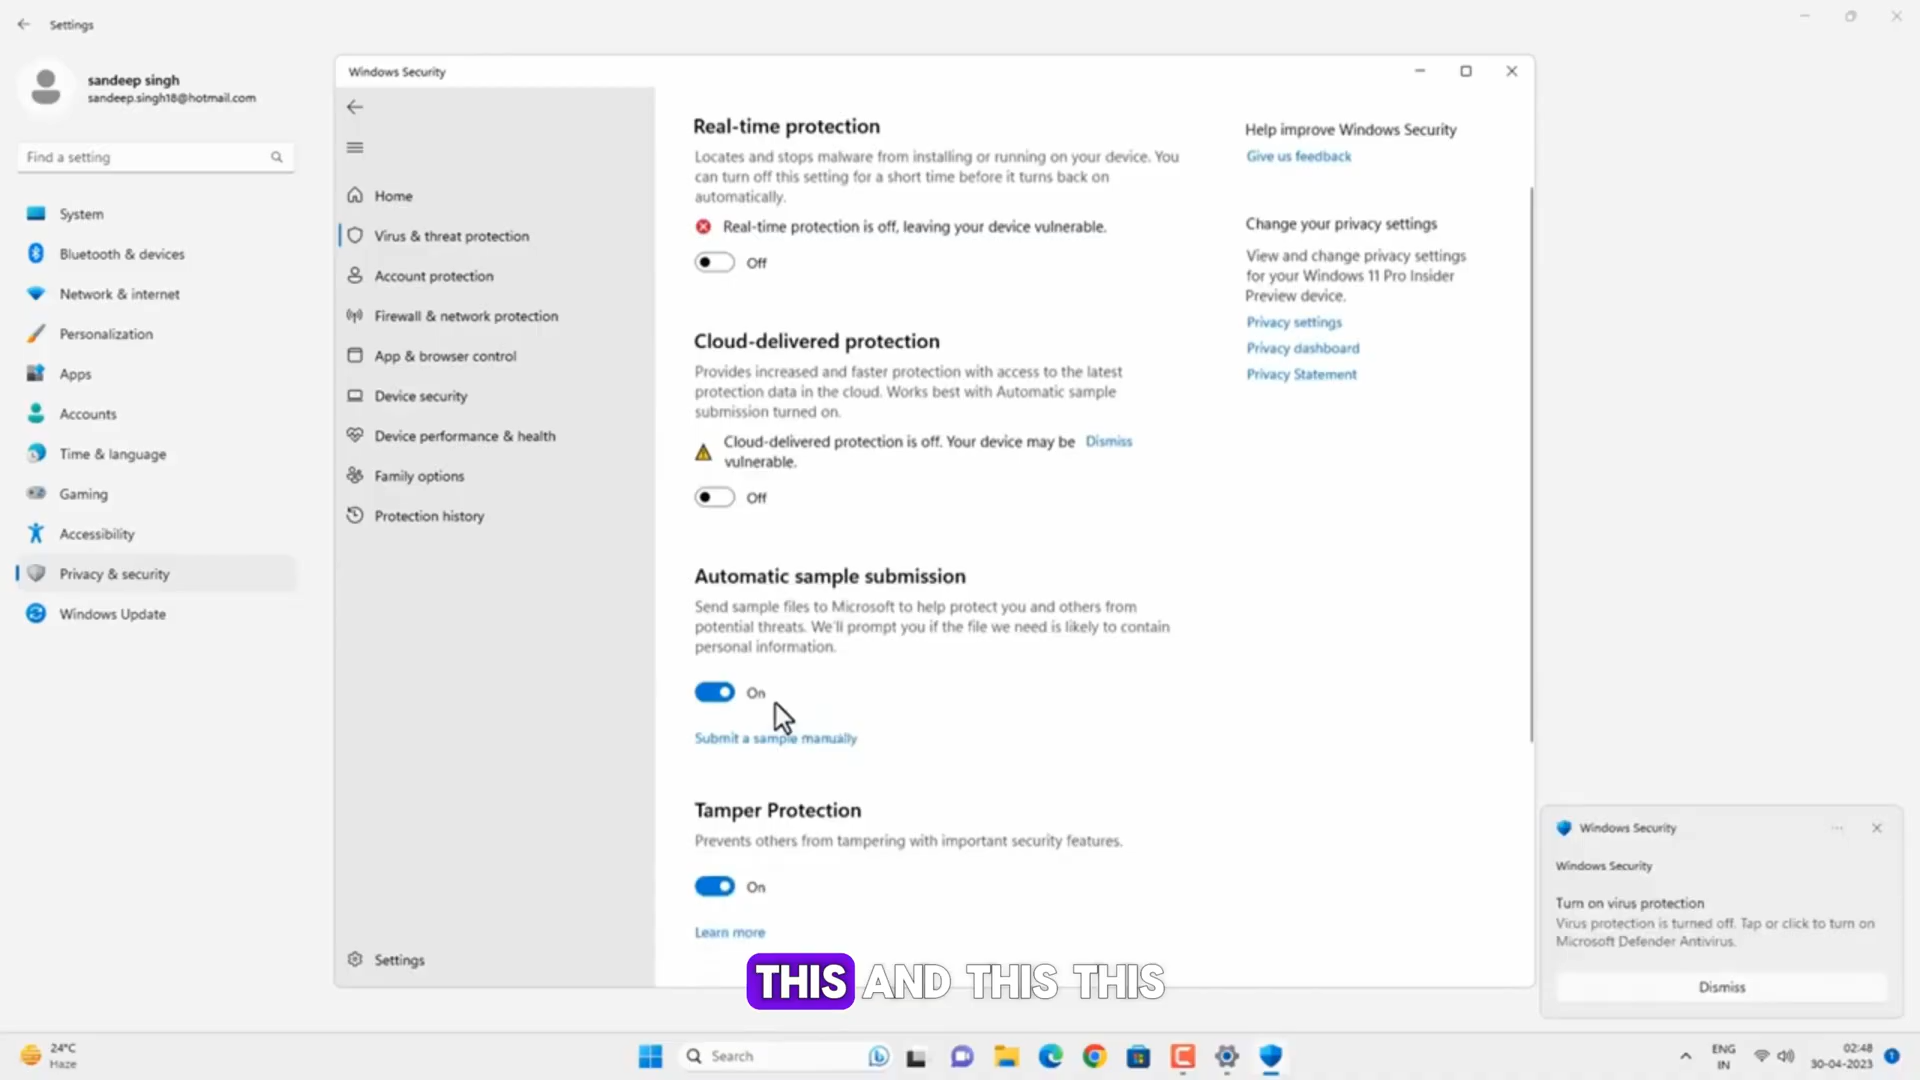 Settings
sandeep singh
sandeep.singh18@hotmail.com
Find a setting
System
Bluetooth & devices
Network & internet
Personalization
Apps
Accounts
Time & language
Gaming
Accessibility
Privacy & security
Windows Update
Windows Security
Home
Virus & threat protection
Account protection
Firewall & network protection
App & browser control
Device security
Device performance & health
Family options
Protection history
Settings
Real-time protection
Locates and stops malware from installing or running on your device. You
can turn off this setting for a short time before it turns back on
automatically.
Real-time protection is off, leaving your device vulnerable.
Off
Cloud-delivered protection
Provides increased and faster protection with access to the latest
protection data in the cloud. Works best with Automatic sample
submission turned on.
Cloud-delivered protection is off. Your device may be Dismiss
vulnerable.
Off
Automatic sample submission
Send sample files to Microsoft to help protect you and others from
potential threats. We'll prompt you if the file we need is likely to contain
personal information.
On
Submit a sample manually
Tamper Protection
Prevents others from tampering with important security features.
On
Learn more
Help improve Windows Security
Give us feedback
Change your privacy settings
View and change privacy settings
for your Windows 11 Pro Insider
Preview device.
Privacy settings
Privacy dashboard
Privacy Statement
Windows Security
Windows Security
Turn on virus protection
Virus protection is turned off. Tap or click to turn on
Microsoft Defender Antivirus.
Dismiss
THIS AND THIS THIS
24°C
Haze
Search
ENG
IN
02:48
30-04-2023
1